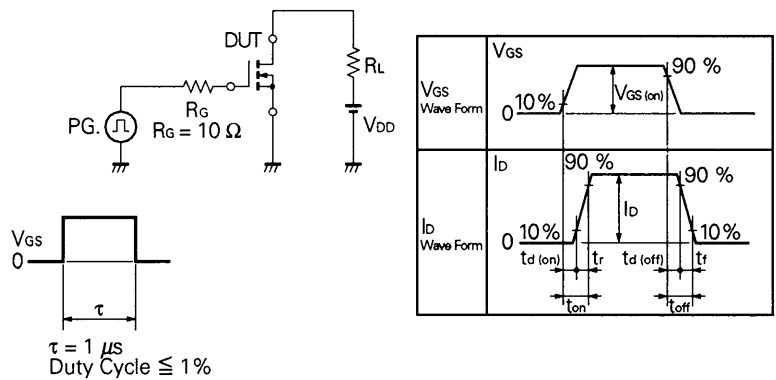 DUT
RL
RG
PG.
RG = 10 Ω
VDD
VGS
0
τ
τ = 1 μs
Duty Cycle ≦ 1%
VGS
Wave Form
VGS
90 %
VGS (on)
10%
0
ID
Wave Form
ID
90 %
90 %
ID
10%
10%
0
td (on)
tr
td (off)
tf
ton
toff